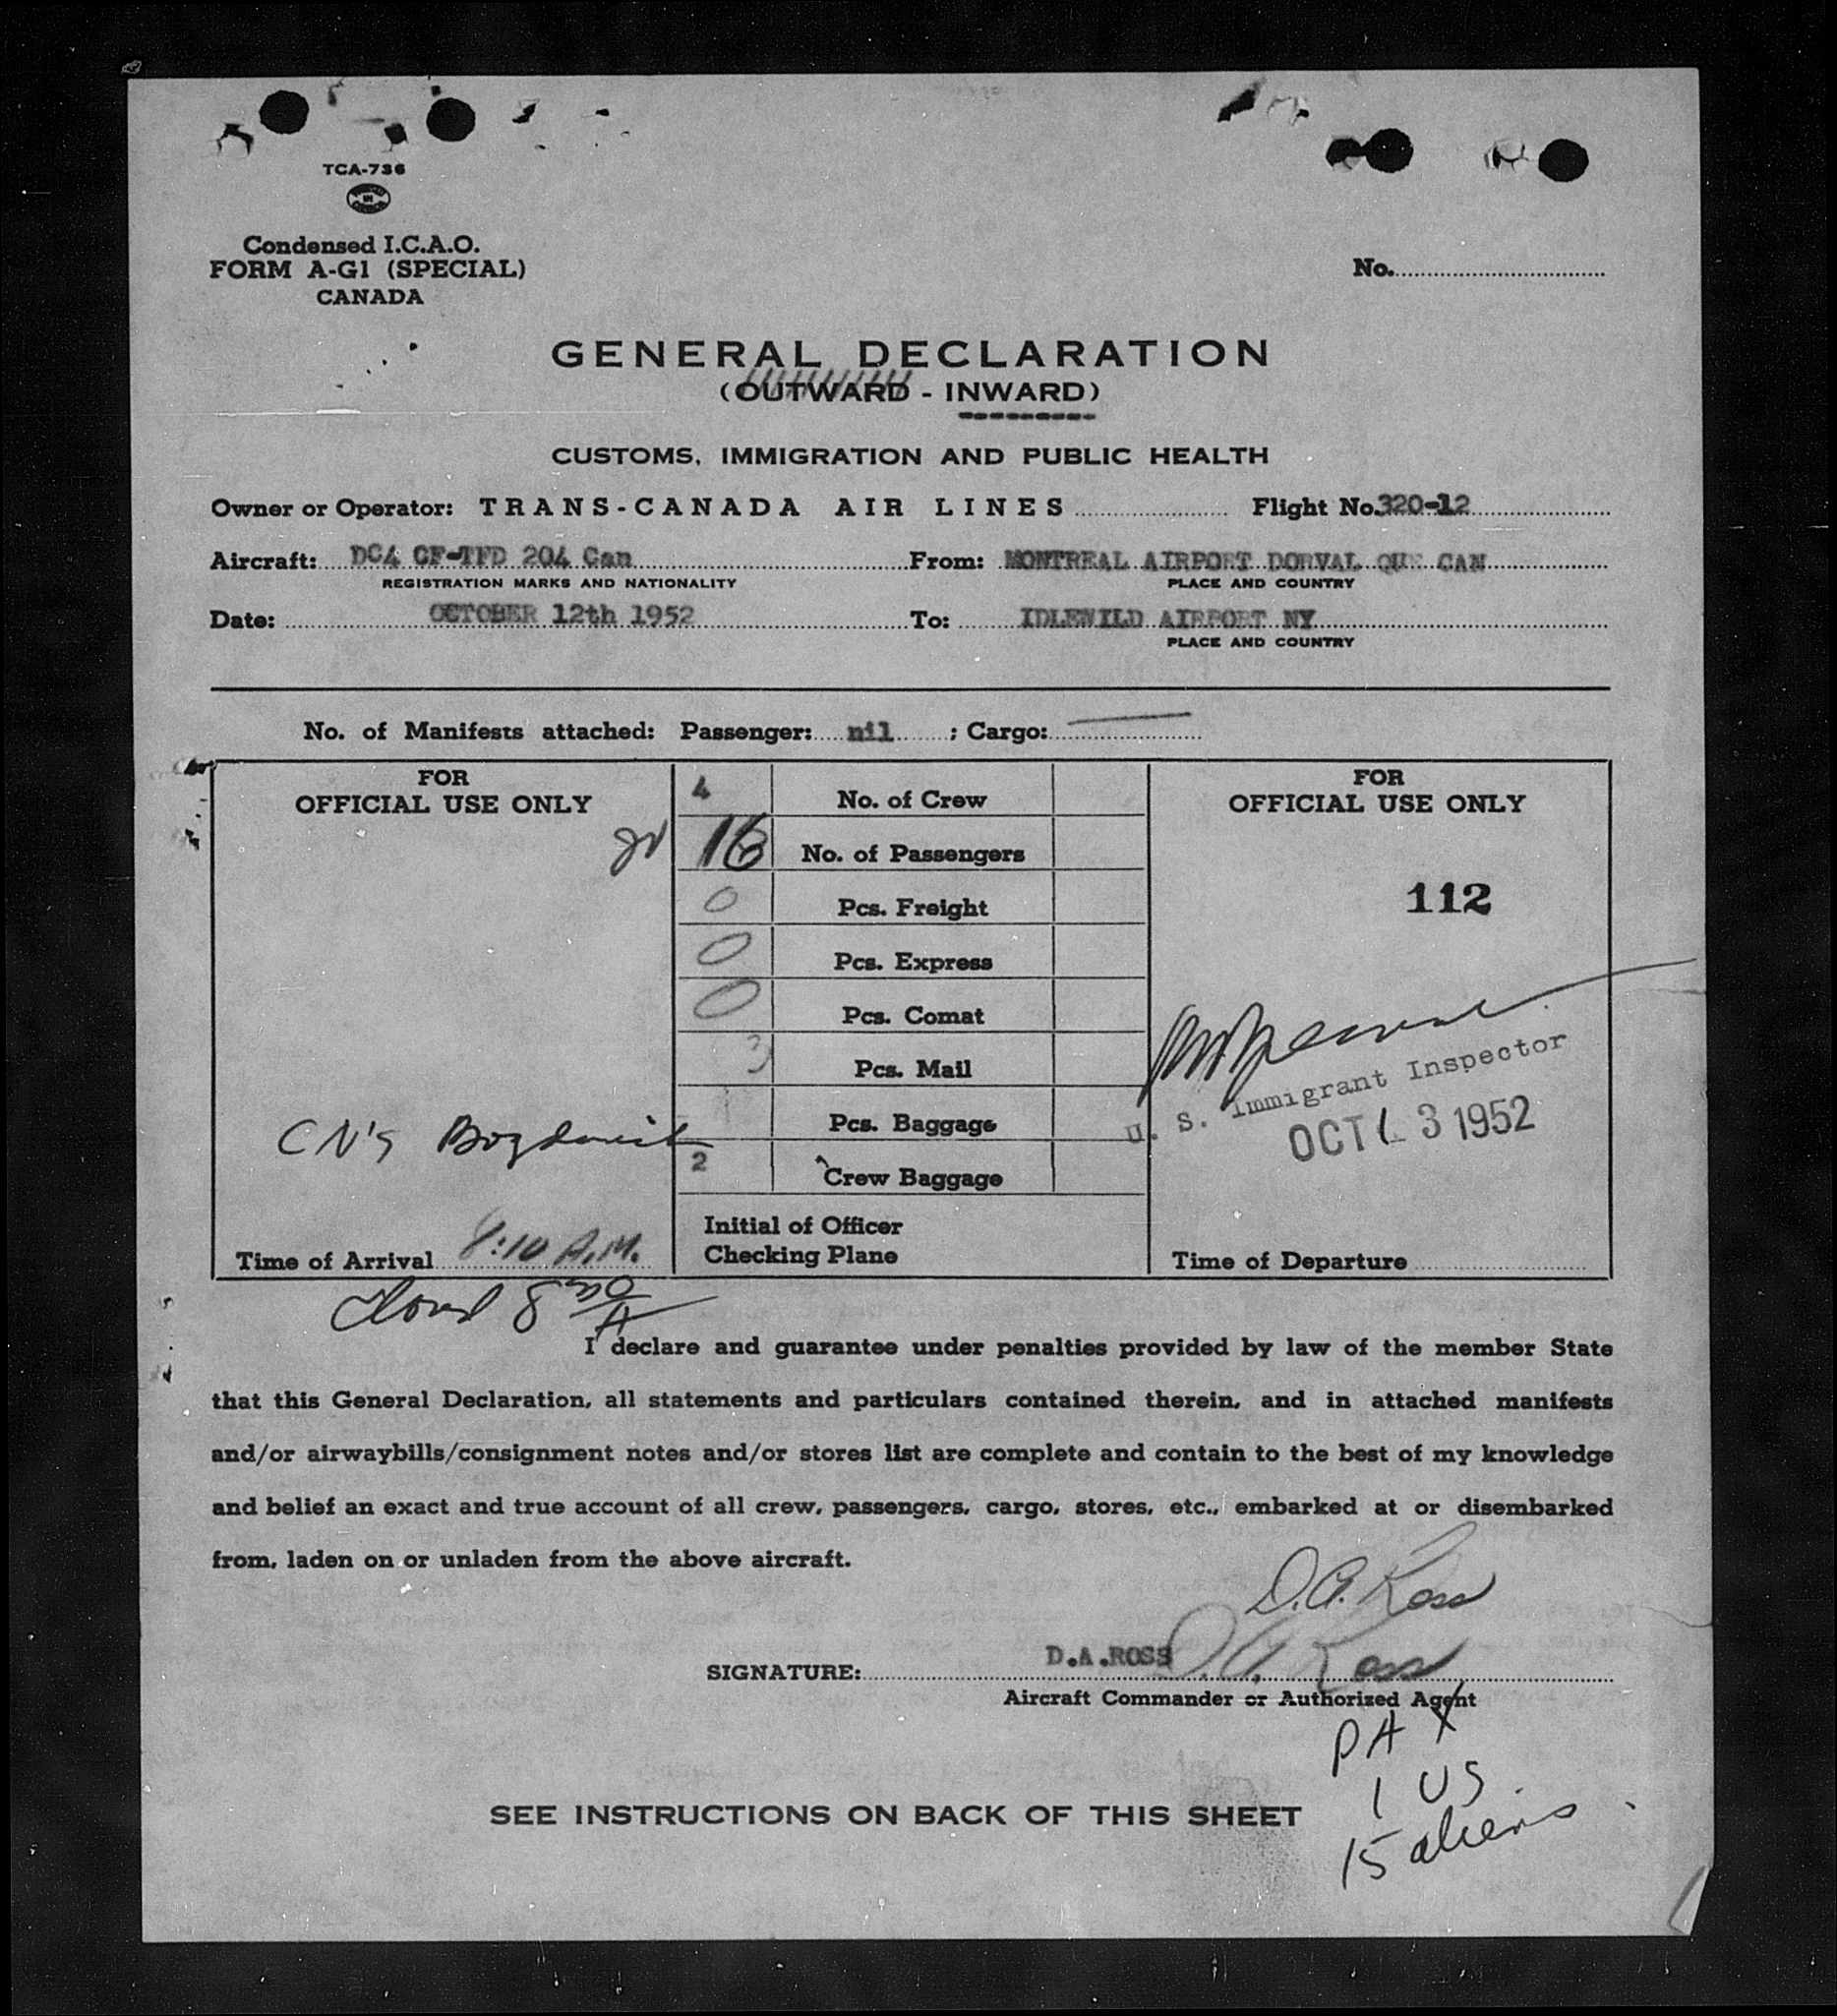 TCA-736
Condensed I.C.A.O.
FORM A-G1 (SPECIAL)
CANADA
No.
GENERAL DECLARATION
(OUTWARD - INWARD)
CUSTOMS, IMMIGRATION AND PUBLIC HEALTH
Owner or Operator: TRANS-CANADA AIR LINES Flight No. 320-12
Aircraft: DC4 CF-TFD 204 Can From: MONTREAL AIRPORT DORVAL QUE CAN
REGISTRATION MARKS AND NATIONALITY PLACE AND COUNTRY
Date: OCTOBER 12th 1952 To: IDLEWILD AIRPORT NY
PLACE AND COUNTRY
No. of Manifests attached: Passenger: nil ; Cargo:
FOR
OFFICIAL USE ONLY
CN's
Time of Arrival 8:10 A.M.
4 No. of Crew
16 No. of Passengers
0 Pcs. Freight
0 Pcs. Express
0 Pcs. Comat
3 Pcs. Mail
Pcs. Baggage
2 Crew Baggage
Initial of Officer
Checking Plane
FOR
OFFICIAL USE ONLY
112
U. S. Immigrant Inspector
OCT 13 1952
Time of Departure
I declare and guarantee under penalties provided by law of the member State
that this General Declaration, all statements and particulars contained therein, and in attached manifests
and/or airwaybills/consignment notes and/or stores list are complete and contain to the best of my knowledge
and belief an exact and true account of all crew, passengers, cargo, stores, etc., embarked at or disembarked
from, laden on or unladen from the above aircraft.
D.A. Ross
SIGNATURE: D.A.ROSS D.A. Ross
Aircraft Commander or Authorized Agent
PAX
1 US
15 aliens
SEE INSTRUCTIONS ON BACK OF THIS SHEET